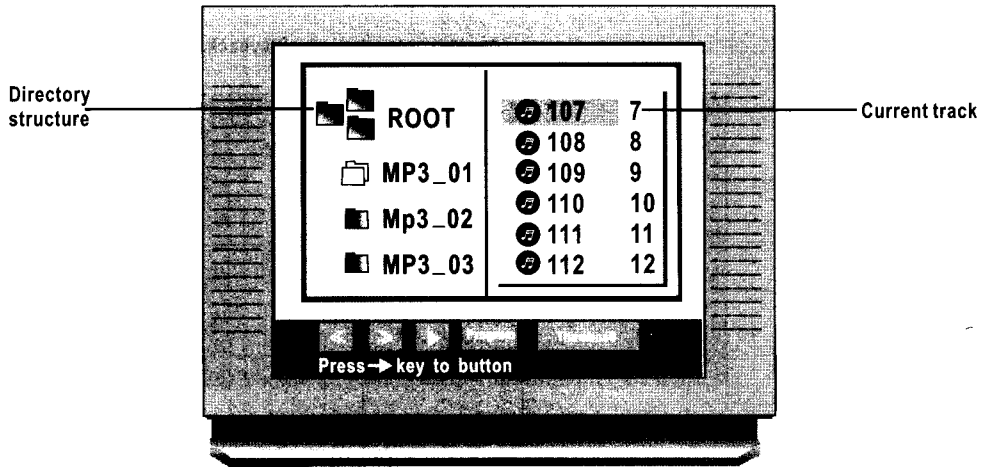 Directory
structure
ROOT
MP3_01
Mp3_02
MP3_03
107 7
108 8
109 9
110 10
111 11
112 12
Current track
Press→key to button